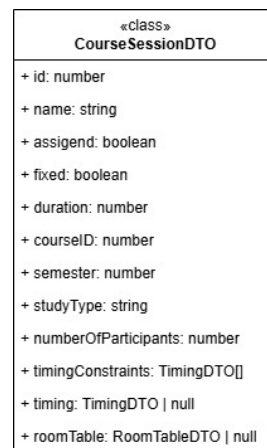 «class»
CourseSessionDTO
+ id: number
+ name: string
+ assigend: boolean
+ fixed: boolean
+ duration: number
+ courseID: number
+ semester: number
+ studyType: string
+ numberOfParticipants: number
+ timingConstraints: TimingDTO[]
+ timing: TimingDTO | null
+ roomTable: RoomTableDTO | null